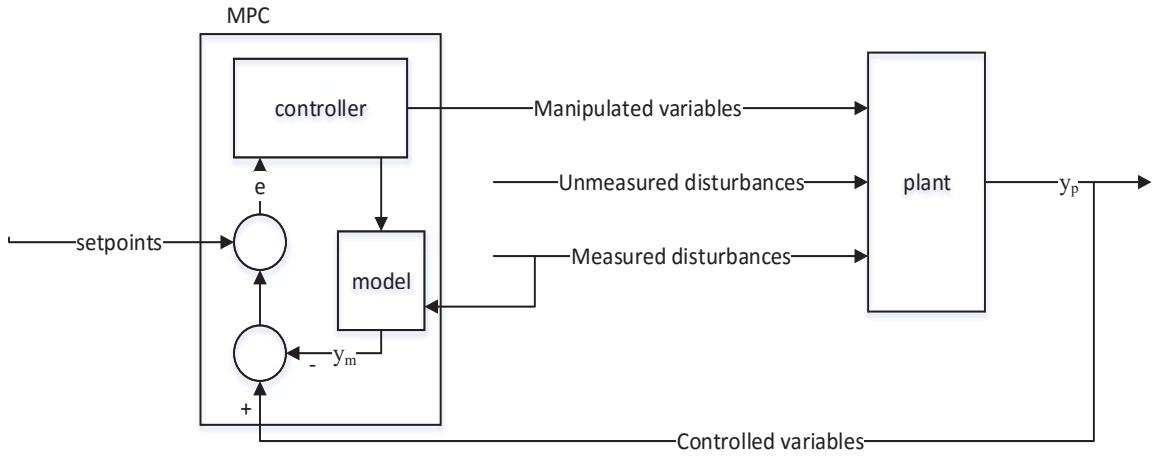 MPC
controller
Manipulated variables
e
Unmeasured disturbances
plant
yp
setpoints
Measured disturbances
model
ym
-
+
Controlled variables